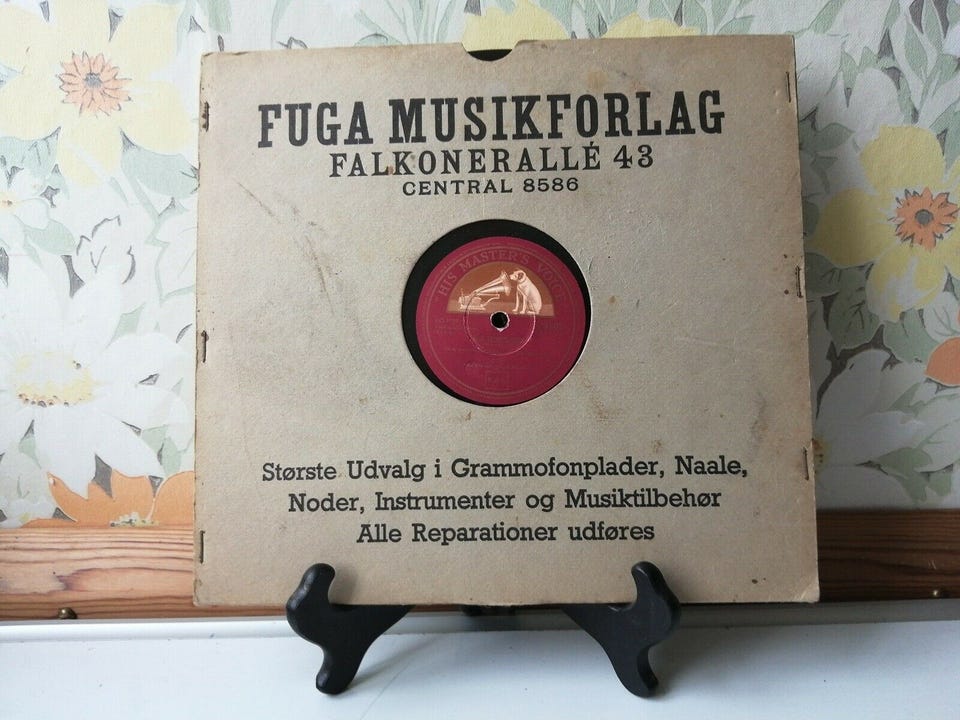 FUGA MUSIKFORLAG
FALKONERALLÉ 43
CENTRAL 8586
"HIS MASTER'S VOICE"
Største Udvalg i Grammofonplader, Naale,
Noder, Instrumenter og Musiktilbehør
Alle Reparationer udføres